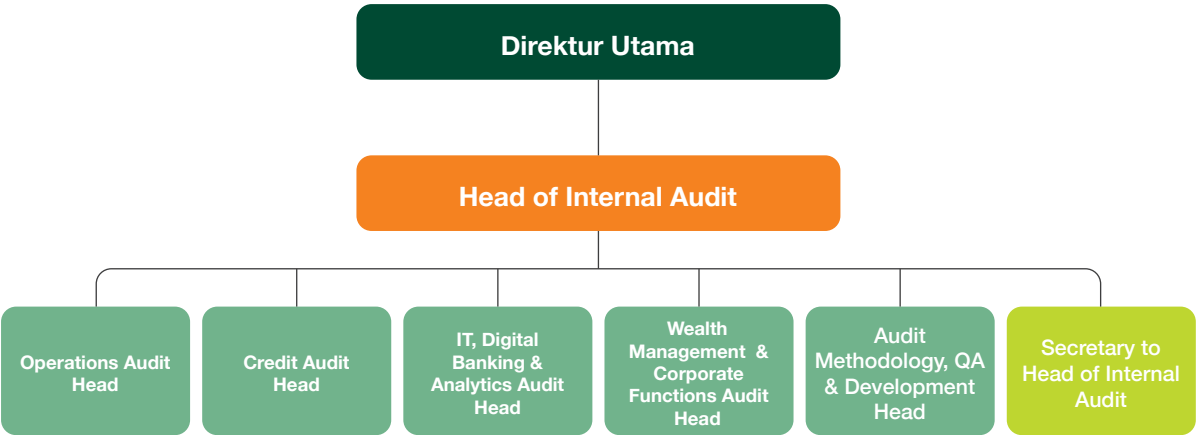 Direktur Utama
Head of Internal Audit
Operations Audit
Head
Credit Audit
Head
IT, Digital
Banking &
Analytics Audit
Head
Wealth
Management &
Corporate
Functions Audit
Head
Audit
Methodology, QA
& Development
Head
Secretary to
Head of Internal
Audit